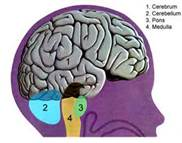 1. Cerebrum
2. Cerebellum
3. Pons
4. Medulla
2
4
3